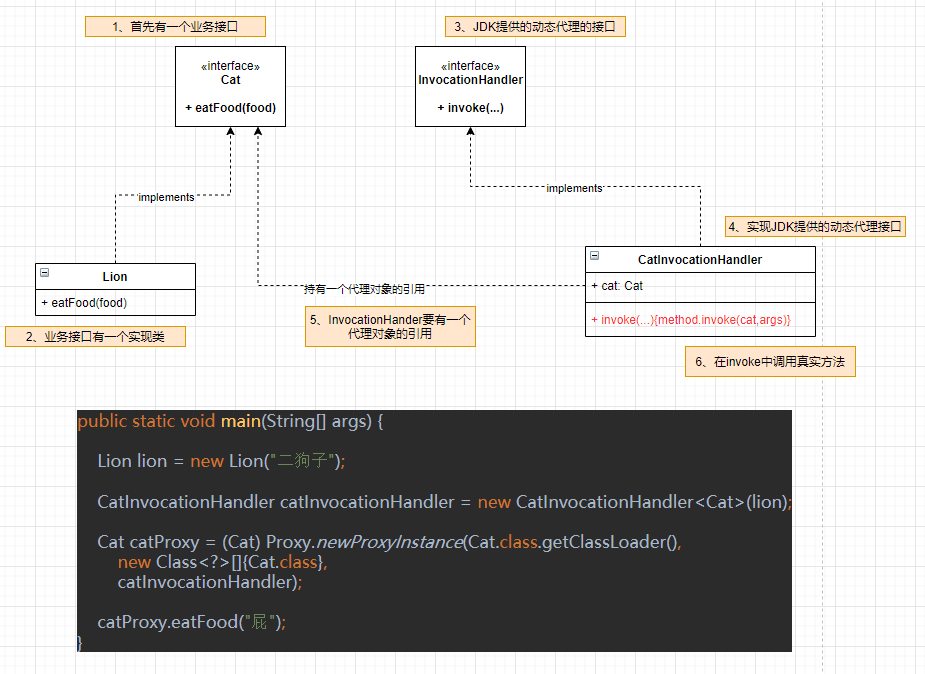 1、首先有一个业务接口
3、JDK提供的动态代理的接口
«interface»
Cat
+ eatFood(food)
«interface»
InvocationHandler
+ invoke(...)
implements
implements
4、实现JDK提供的动态代理接口
Lion
+ eatFood(food)
CatInvocationHandler
+ cat: Cat
+ invoke(...){method.invoke(cat,args)}
持有一个代理对象的引用
5、InvocationHander要有一个
代理对象的引用
2、业务接口有一个实现类
6、在invoke中调用真实方法
public static void main(String[] args) {
Lion lion = new Lion("二狗子");
CatInvocationHandler catInvocationHandler = new CatInvocationHandler<Cat>(lion);
Cat catProxy = (Cat) Proxy.newProxyInstance(Cat.class.getClassLoader(),
new Class<?>[]{Cat.class},
catInvocationHandler);
catProxy.eatFood("屁");
}